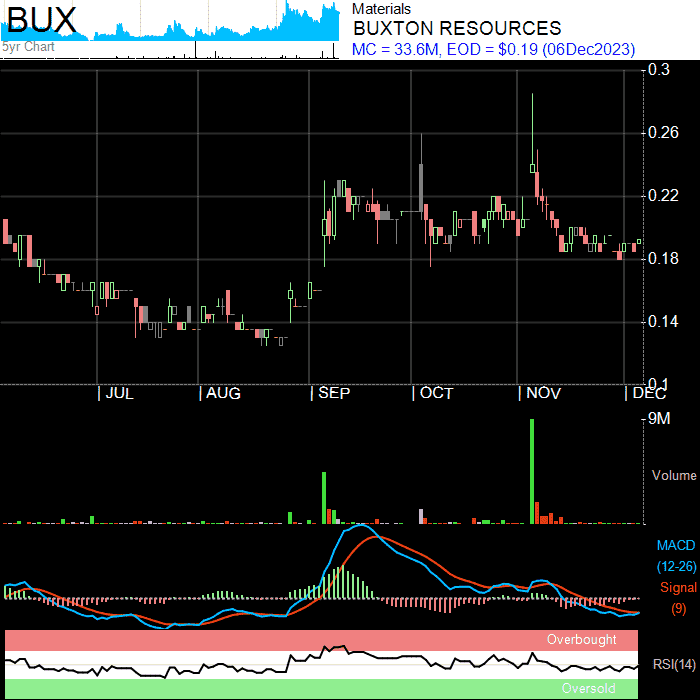 BUX
5yr Chart
Materials
BUXTON RESOURCES
MC = 33.6M, EOD = $0.19 (06Dec2023)
0.3
0.26
0.22
0.18
0.14
0.1
| JUL | AUG | SEP | OCT | NOV | DEC
9M
Volume
MACD
(12-26)
Signal
(9)
Overbought
RSI(14)
Oversold